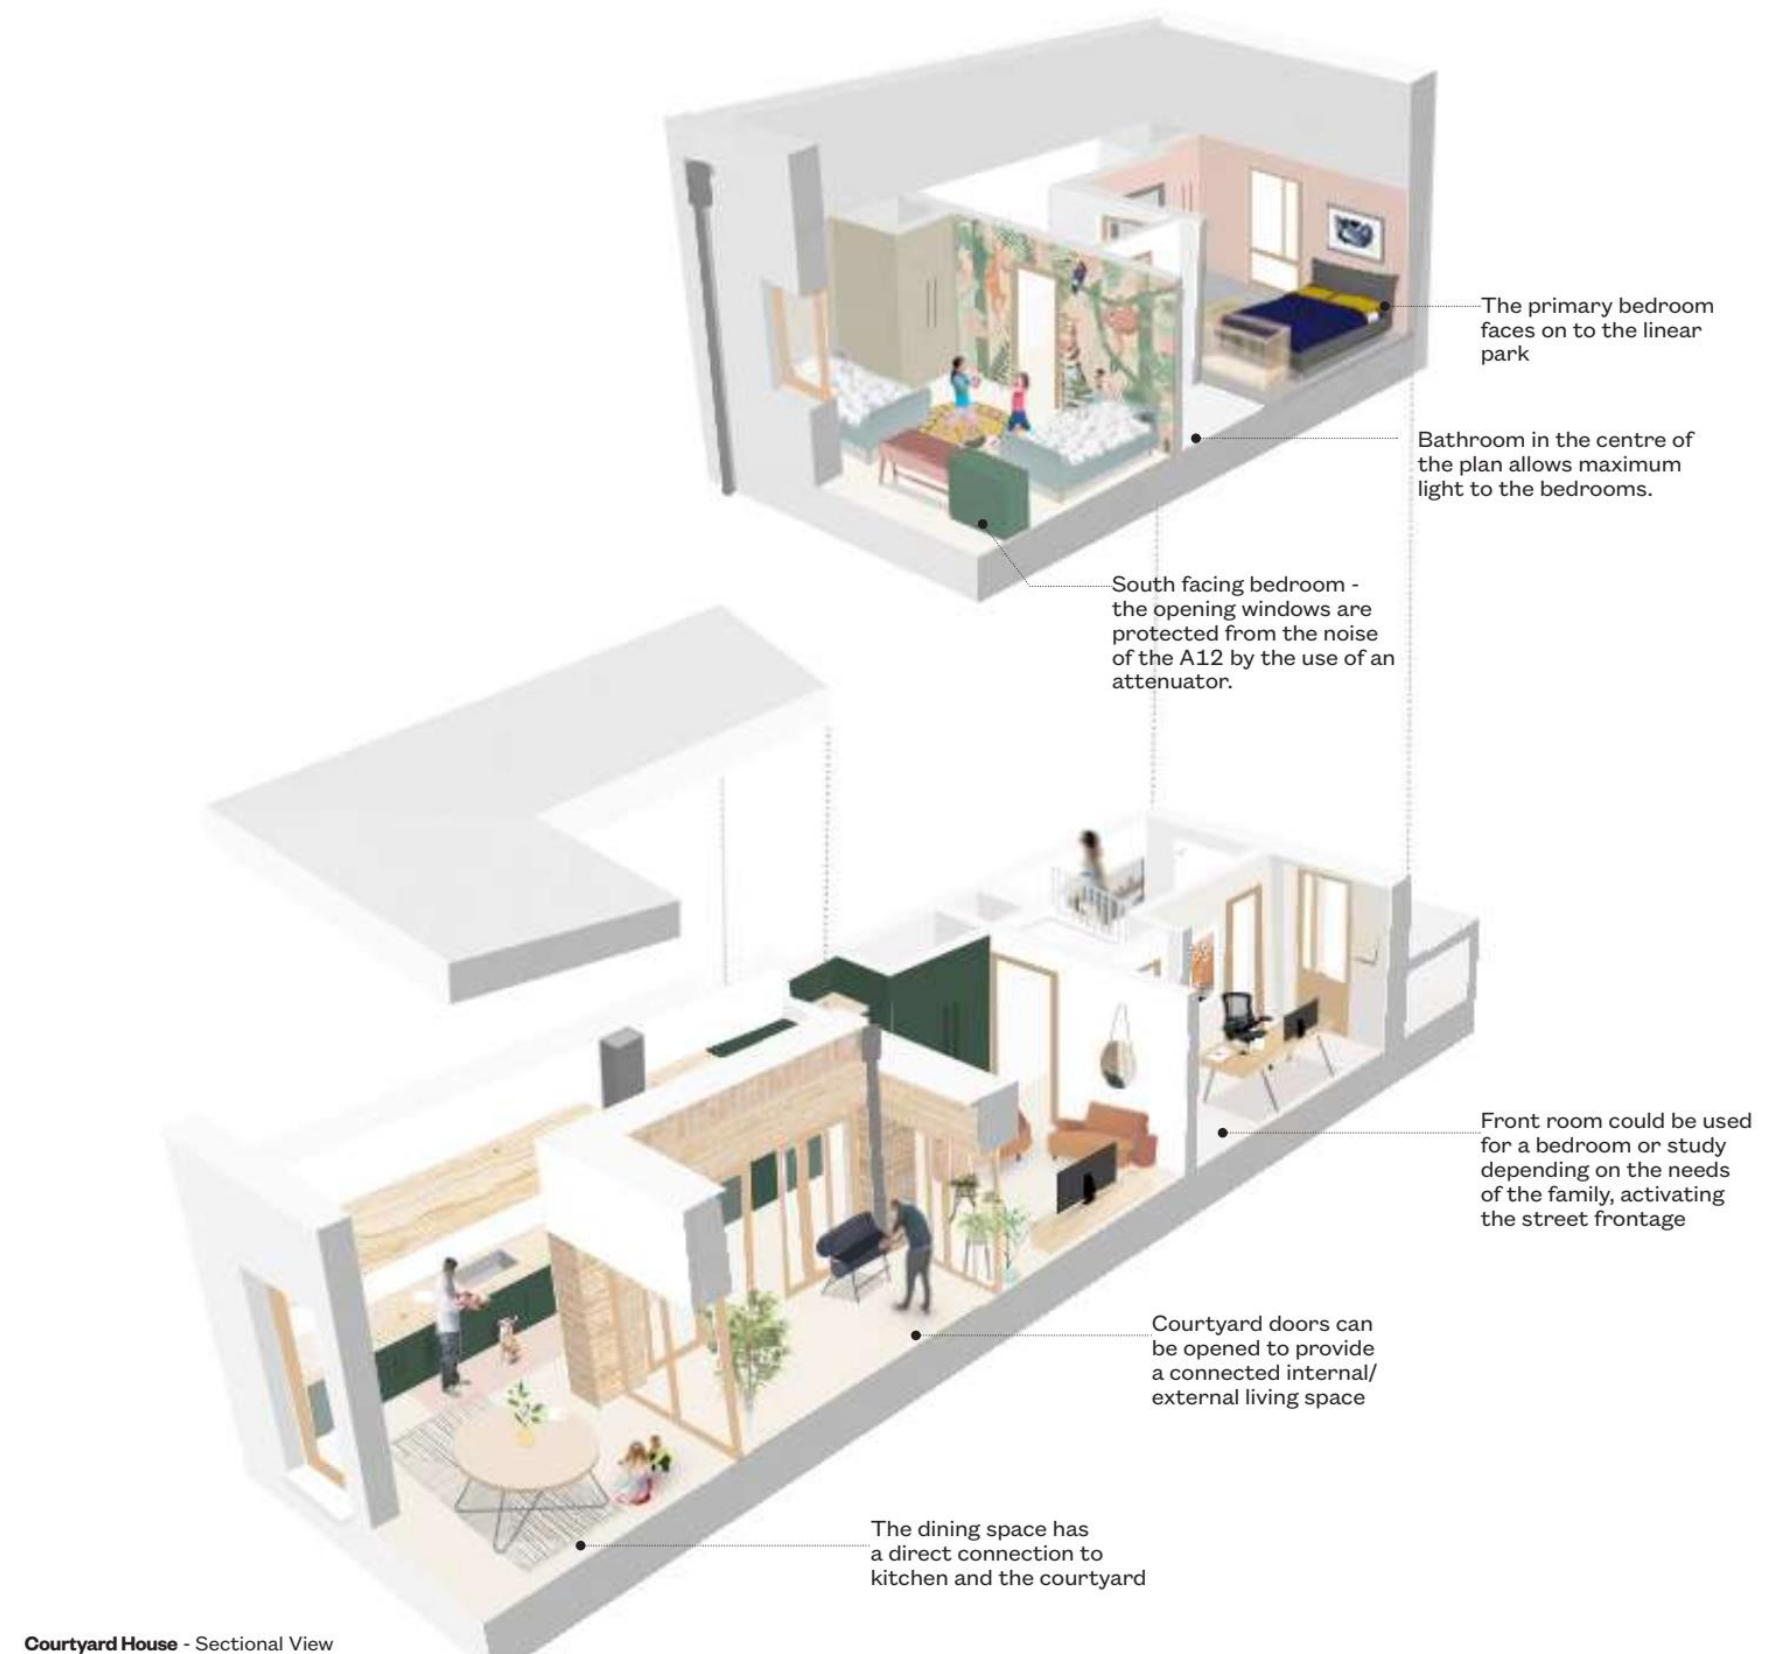 The primary bedroom
faces on to the linear
park
Bathroom in the centre of
the plan allows maximum
light to the bedrooms.
South facing bedroom -
the opening windows are
protected from the noise
of the A12 by the use of an
attenuator.
Front room could be used
for a bedroom or study
depending on the needs
of the family, activating
the street frontage
Courtyard doors can
be opened to provide
a connected internal/
external living space
The dining space has
a direct connection to
kitchen and the courtyard
Courtyard House - Sectional View